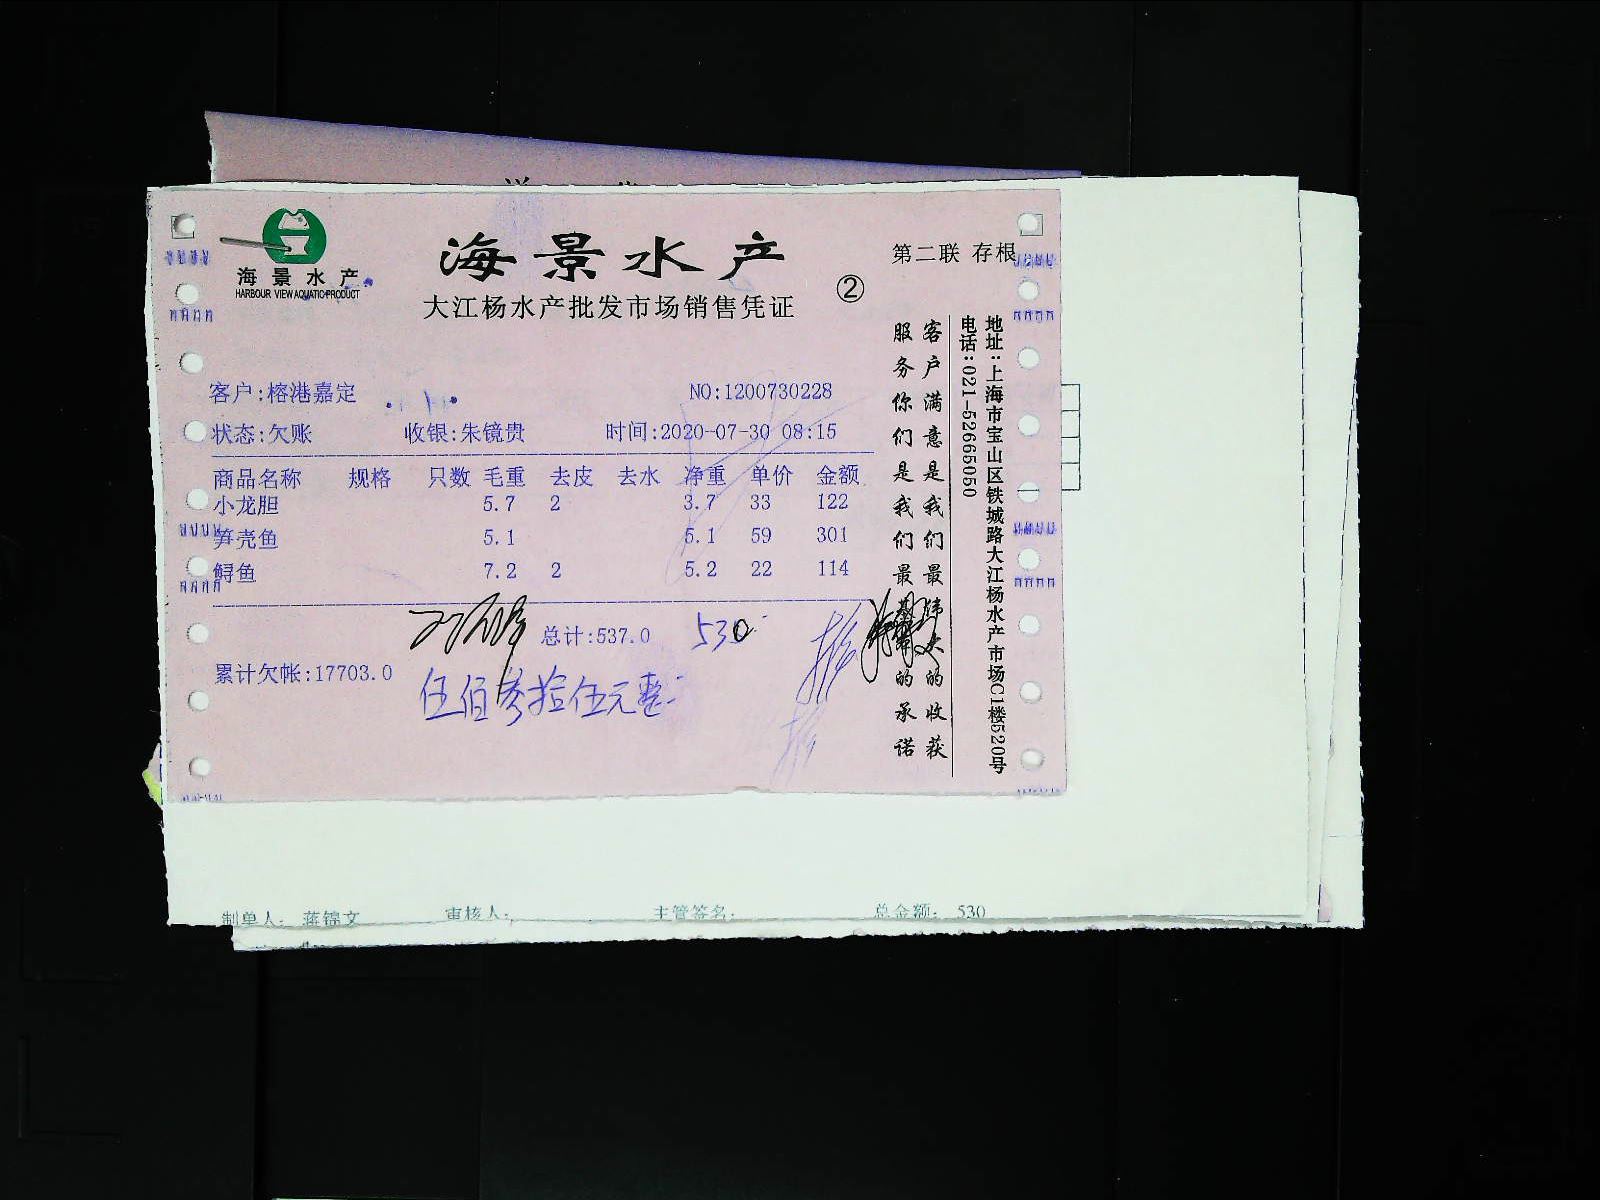 海景水产
HARBOUR VIEW AQUATIC PRODUCT
海景水产
大江杨水产批发市场销售凭证
②
第二联 存根
客户:榕港嘉定
NO:1200730228
状态:欠账 收银:朱镜贵 时间:2020-07-30 08:15
商品名称 规格 只数 毛重 去皮 去水 净重 单价 金额
小龙胆 5.7 2 3.7 33 122
笋壳鱼 5.1 5.1 59 301
鲟鱼 7.2 2 5.2 22 114
总计:537.0 530
累计欠帐:17703.0
伍佰叁拾伍元整
客户满意是我们最伟大的收获
服务你们是我们最 的承诺
地址:上海市宝山区铁城路大江杨水产市场C1楼520号
电话:021-52665050
制单人: 蒋锦文 审核人: 主管签名: 总金额: 530